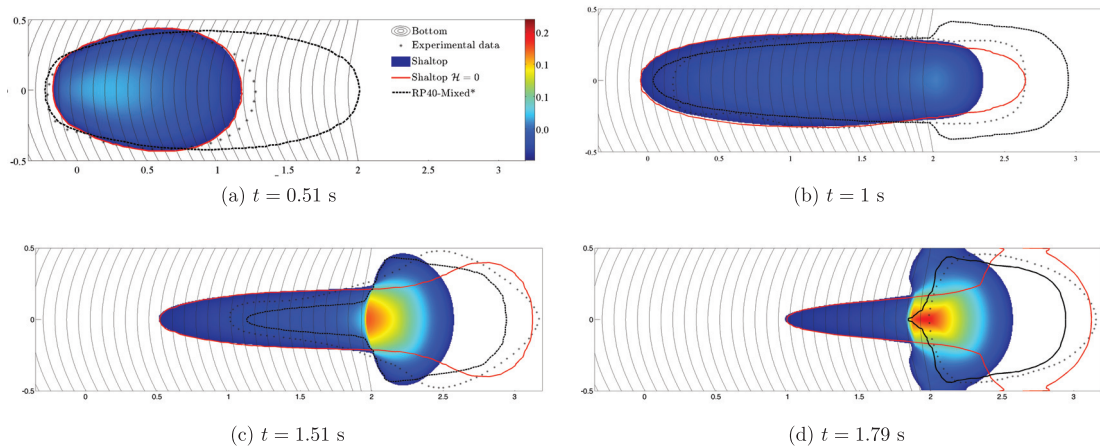 0.5
0
-0.5
0 0.5 1 1.5 2 2.5 3
Bottom
Experimental data
Shaltop
Shaltop ℋ = 0
RP40-Mixed*
0.2
0.1
0.1
0.0
(a) t = 0.51 s
0.5
0
-0.5
0 0.5 1 1.5 2 2.5 3
(b) t = 1 s
0.5
0
-0.5
0 0.5 1 1.5 2 2.5 3
(c) t = 1.51 s
0.5
0
-0.5
0 0.5 1 1.5 2 2.5 3
(d) t = 1.79 s